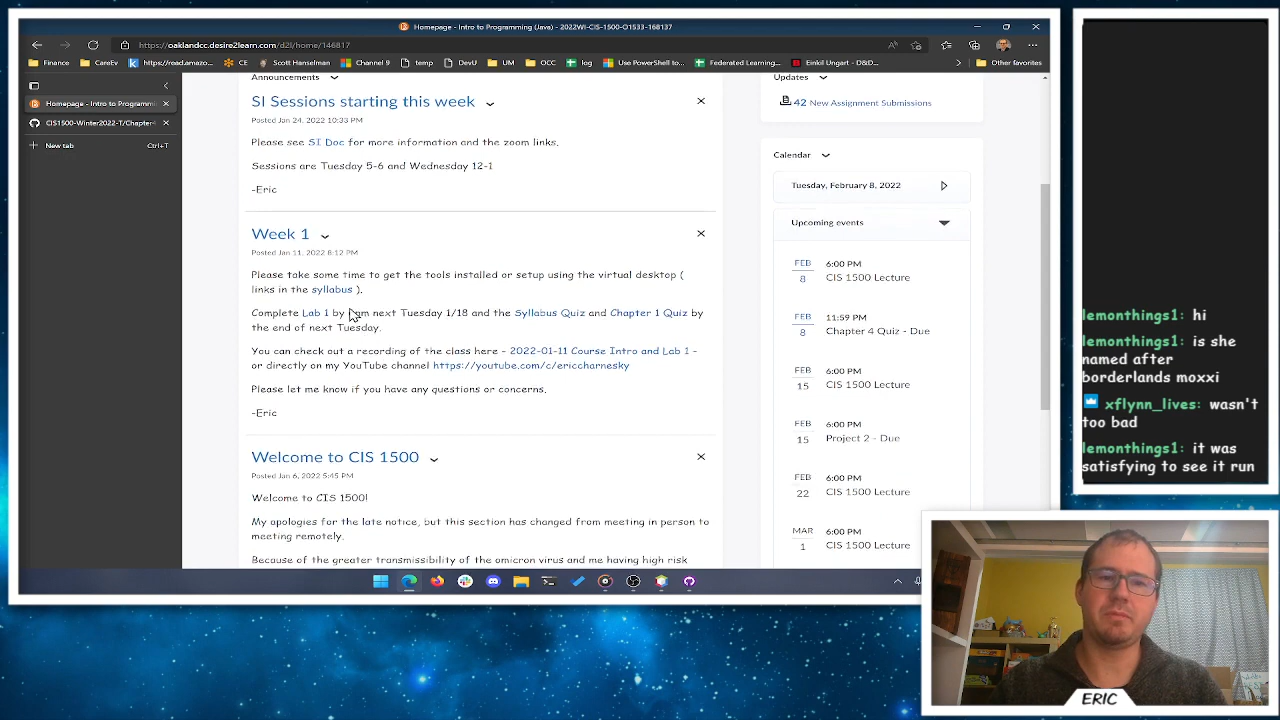 Homepage - Intro to Programming (Java) - 2022WI-CIS-1500-O1533-168137
https://oaklandcc.desire2learn.com/d2l/home/146817
Finance
CareEv
https://road.amazo...
CE
Scott Hanselman
Channel 9
temp
DevU
UM
OCC
log
Use PowerShell to...
Federated Learning...
Einkil Ungart - D&D...
Other favorites
Homepage - Intro to Programmi
CIS1500-Winter2022-T/Chapter4
New tab
Ctrl+T
Announcements
SI Sessions starting this week
Posted Jan 24, 2022 10:33 PM
Please see SI Doc for more information and the zoom links.
Sessions are Tuesday 5-6 and Wednesday 12-1
-Eric
Week 1
Posted Jan 11, 2022 8:12 PM
Please take some time to get the tools installed or setup using the virtual desktop (
links in the syllabus ).
Complete Lab 1 by next Tuesday 1/18 and the Syllabus Quiz and Chapter 1 Quiz by
the end of next Tuesday.
You can check out a recording of the class here - 2022-01-11 Course Intro and Lab 1 -
or directly on my YouTube channel https://youtube.com/c/ericcharnesky
Please let me know if you have any questions or concerns.
-Eric
Welcome to CIS 1500
Posted Jan 6, 2022 5:45 PM
Welcome to CIS 1500!
My apologies for the late notice, but this section has changed from meeting in person to
meeting remotely.
Because of the greater transmissibility of the omicron virus and me having high risk
Updates
42 New Assignment Submissions
Calendar
Tuesday, February 8, 2022
Upcoming events
FEB
8
6:00 PM
CIS 1500 Lecture
FEB
8
11:59 PM
Chapter 4 Quiz - Due
FEB
15
6:00 PM
CIS 1500 Lecture
FEB
15
6:00 PM
Project 2 - Due
FEB
22
6:00 PM
CIS 1500 Lecture
MAR
1
6:00 PM
CIS 1500 Lecture
lemonthings1: hi
lemonthings1: is she
named after
borderlands moxxi
xflynn_lives: wasn't
too bad
lemonthings1: it was
satisfying to see it run
ERIC